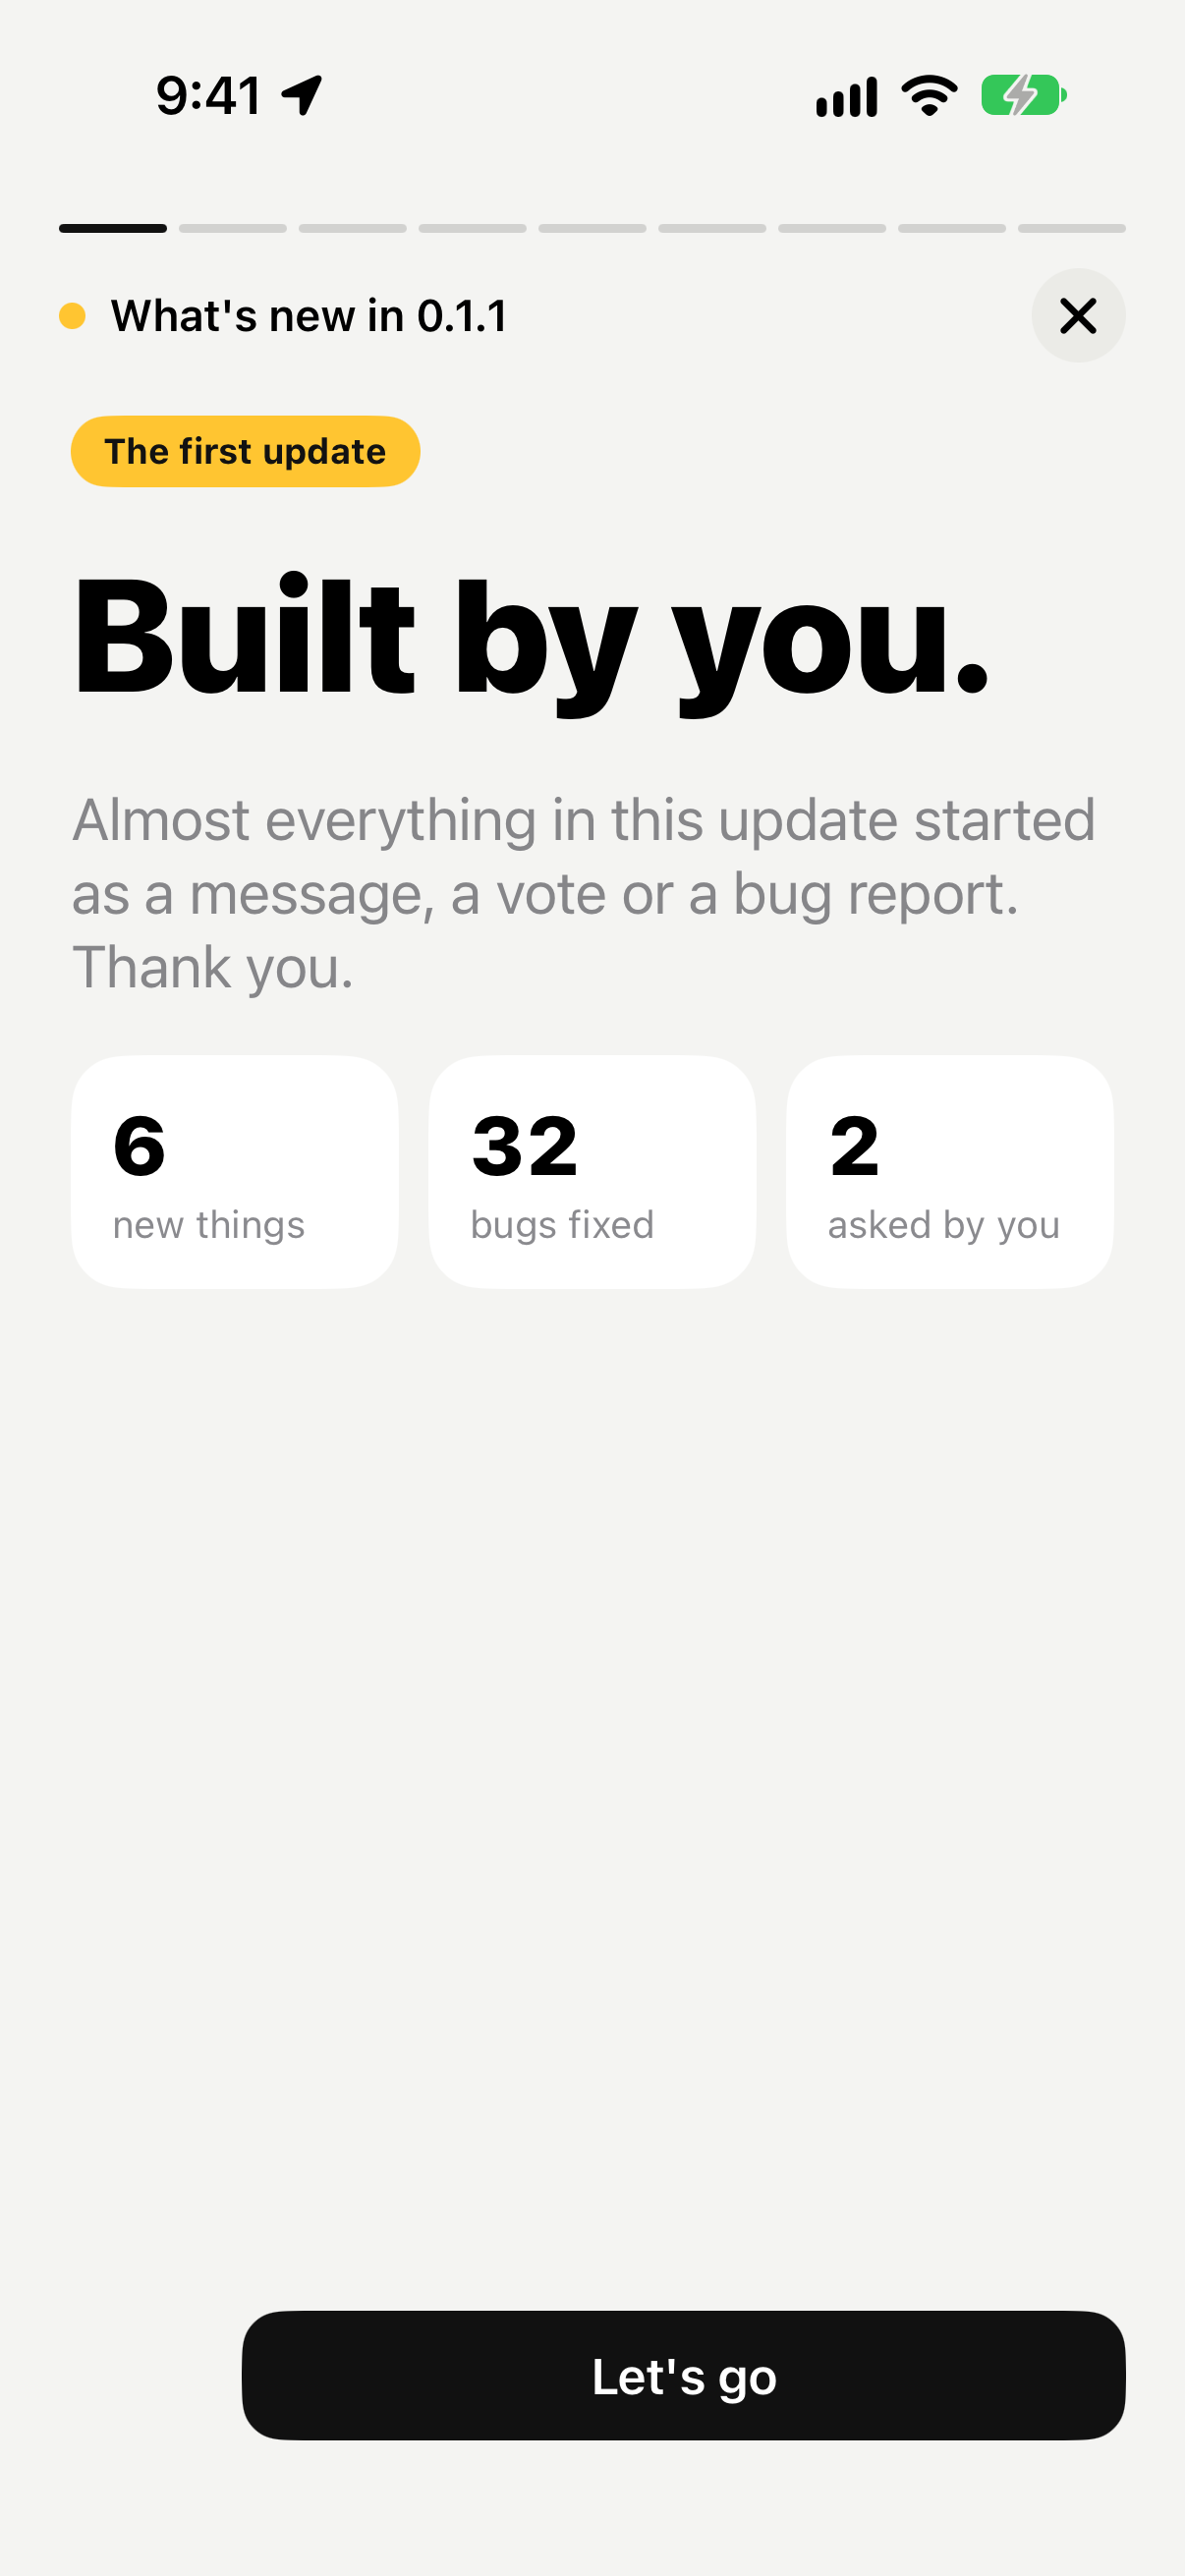 9:41
What's new in 0.1.1
The first update
Built by you.
Almost everything in this update started
as a message, a vote or a bug report.
Thank you.
6
new things
32
bugs fixed
2
asked by you
Let's go